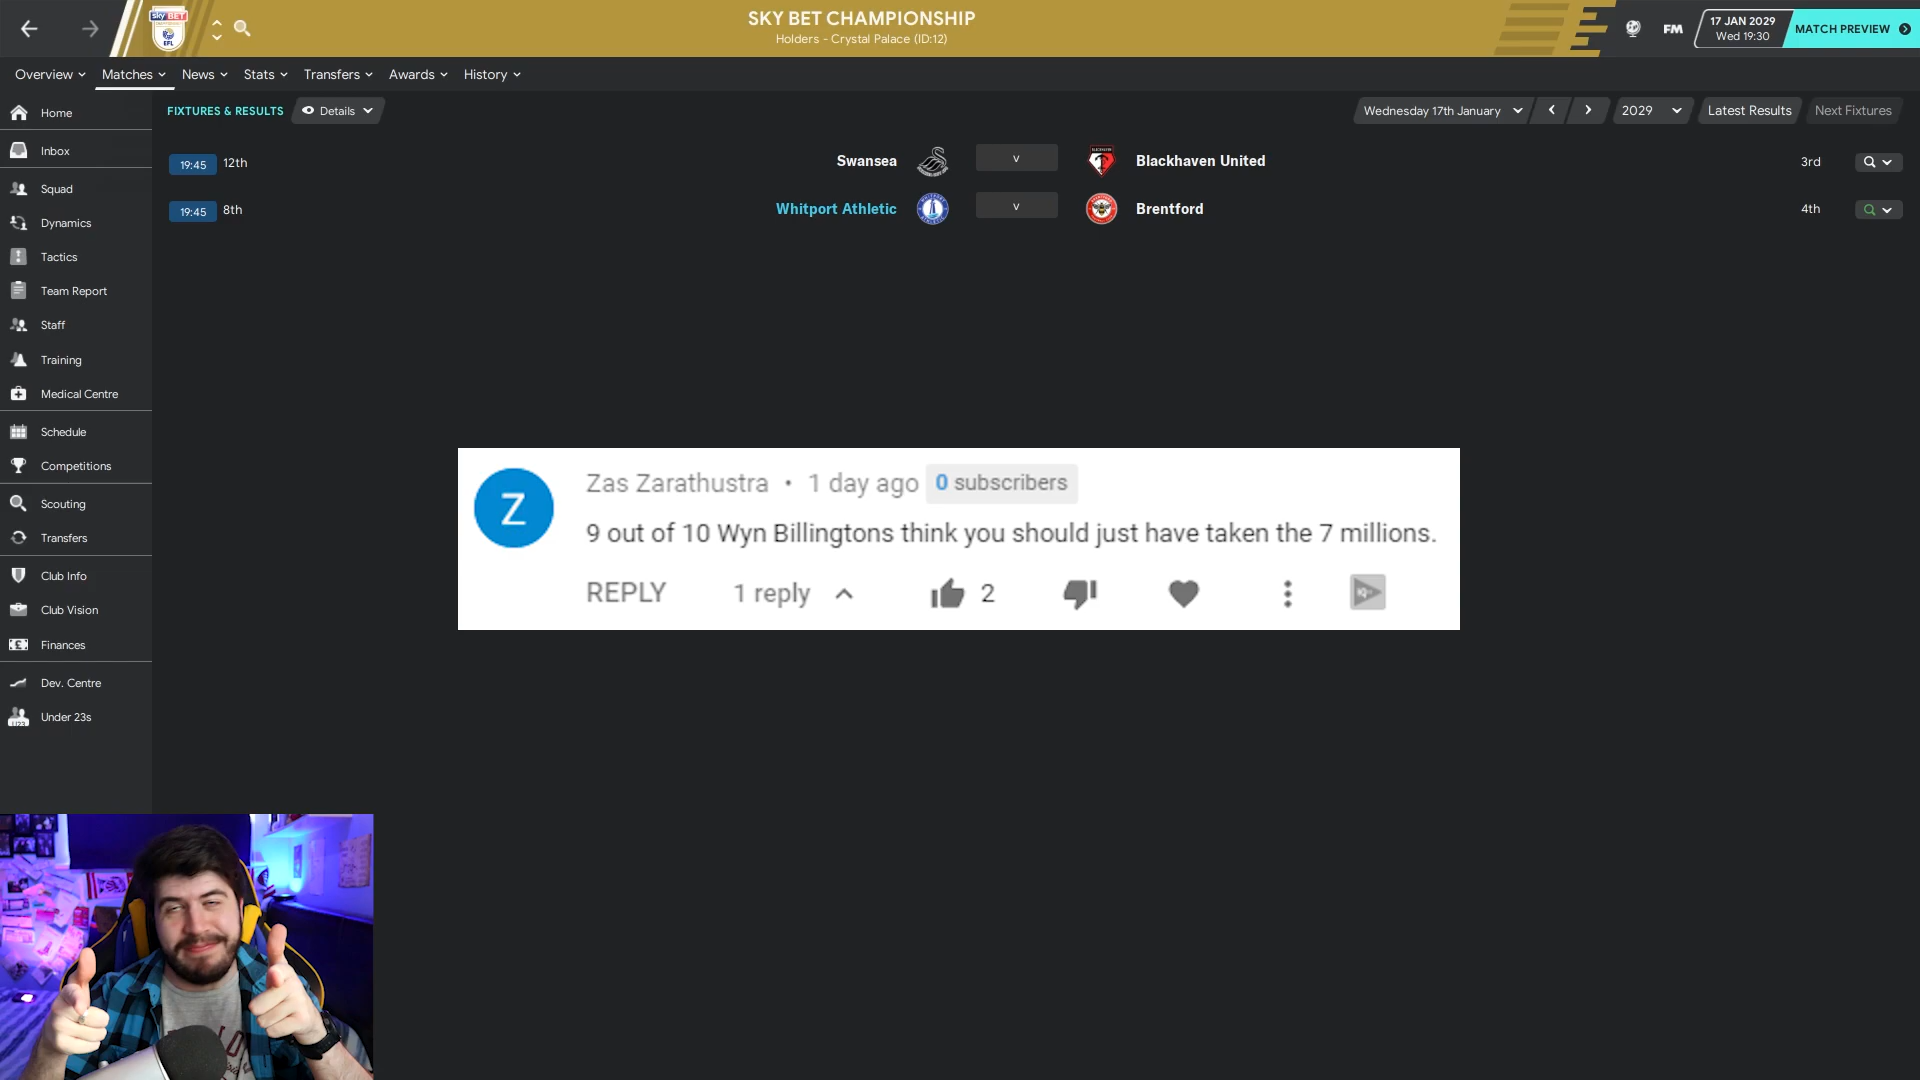 SKY BET CHAMPIONSHIP
Holders - Crystal Palace (ID:12)
sky BET
EFL
FM
17 JAN 2029
Wed 19:30
MATCH PREVIEW
Overview
Matches
News
Stats
Transfers
Awards
History
Home
Inbox
Squad
Dynamics
Tactics
Team Report
Staff
Training
Medical Centre
Schedule
Competitions
Scouting
Transfers
Club Info
Club Vision
Finances
Dev. Centre
Under 23s
FIXTURES & RESULTS
Details
Wednesday 17th January
2029
Latest Results
Next Fixtures
19:45 12th Swansea v Blackhaven United 3rd
19:45 8th Whitport Athletic v Brentford 4th
Z
Zas Zarathustra • 1 day ago 0 subscribers
9 out of 10 Wyn Billingtons think you should just have taken the 7 millions.
REPLY 1 reply 2